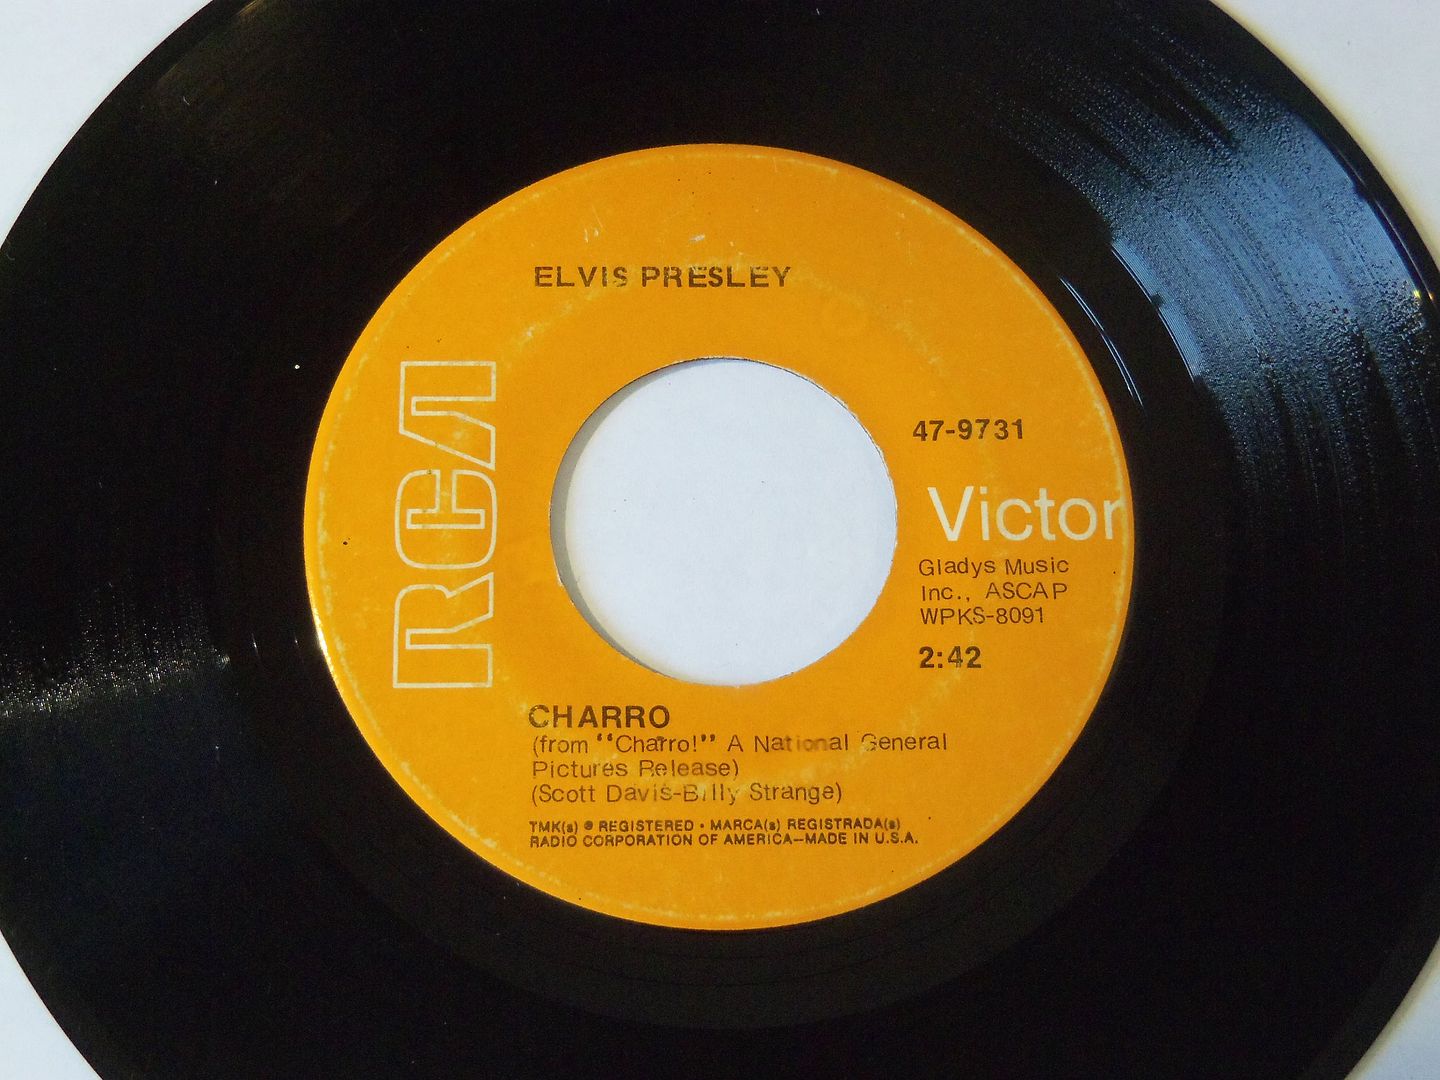 ELVIS PRESLEY
RCA
47-9731
Victor
Gladys Music
Inc., ASCAP
WPKS-8091
2:42
CHARRO
(from "Charro!" A National General
Pictures Release)
(Scott Davis-Billy Strange)
TMK(s) ® REGISTERED • MARCA(s) REGISTRADA(s)
RADIO CORPORATION OF AMERICA—MADE IN U.S.A.